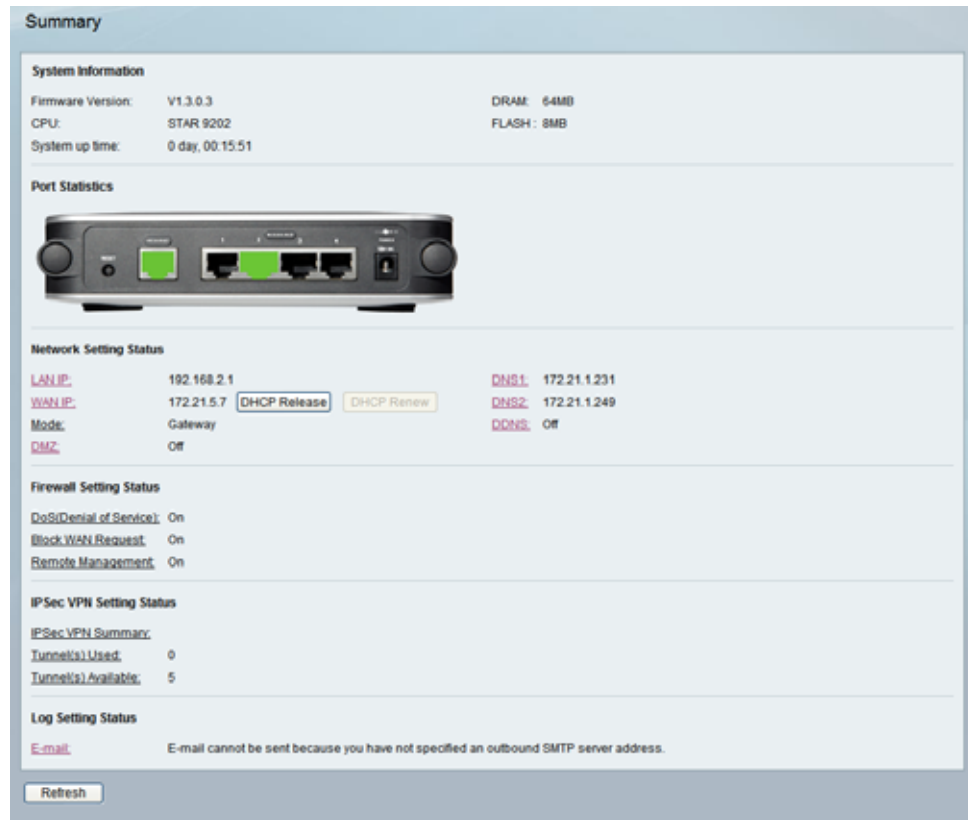 Summary
System Information
Firmware Version: V1.3.0.3 DRAM: 64MB
CPU: STAR 9202 FLASH : 8MB
System up time: 0 day, 00:15:51
Port Statistics
1 2 3 4
Network Setting Status
LAN IP: 192.168.2.1 DNS1: 172.21.1.231
WAN IP: 172.21.5.7 DHCP Release DHCP Renew DNS2: 172.21.1.249
Mode: Gateway DDNS: Off
DMZ: Off
Firewall Setting Status
DoS(Denial of Service): On
Block WAN Request: On
Remote Management: On
IPSec VPN Setting Status
IPSec VPN Summary:
Tunnel(s) Used: 0
Tunnel(s) Available: 5
Log Setting Status
E-mail: E-mail cannot be sent because you have not specified an outbound SMTP server address.
Refresh